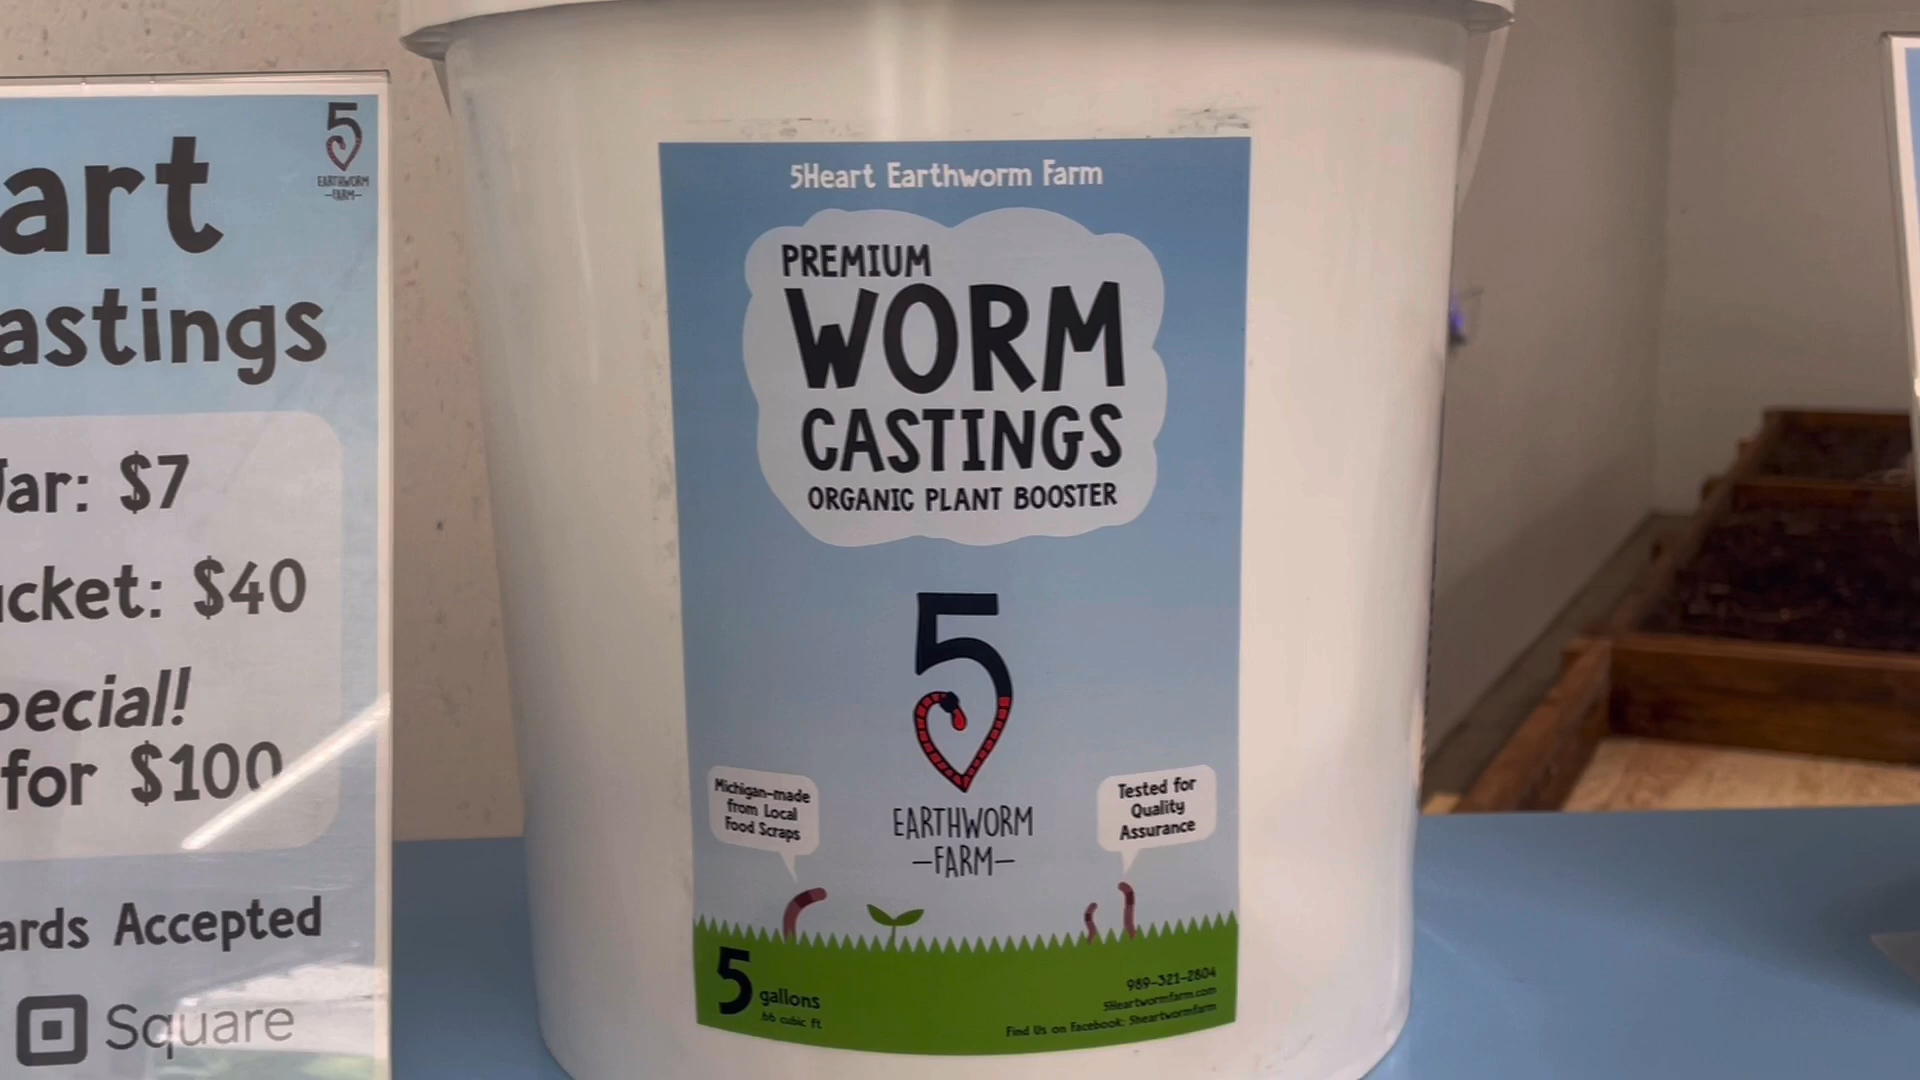 5
EARTHWORM
—FARM—
art
astings
Jar: $7
ucket: $40
pecial!
for $100
ards Accepted
Square
5Heart Earthworm Farm
PREMIUM
WORM
CASTINGS
ORGANIC PLANT BOOSTER
5
EARTHWORM
—FARM—
Michigan-made
from Local
Food Scraps
Tested for
Quality
Assurance
5 gallons
.66 cubic ft.
989-321-2804
5Heartwormfarm.com
Find Us on Facebook: 5heartwormfarm